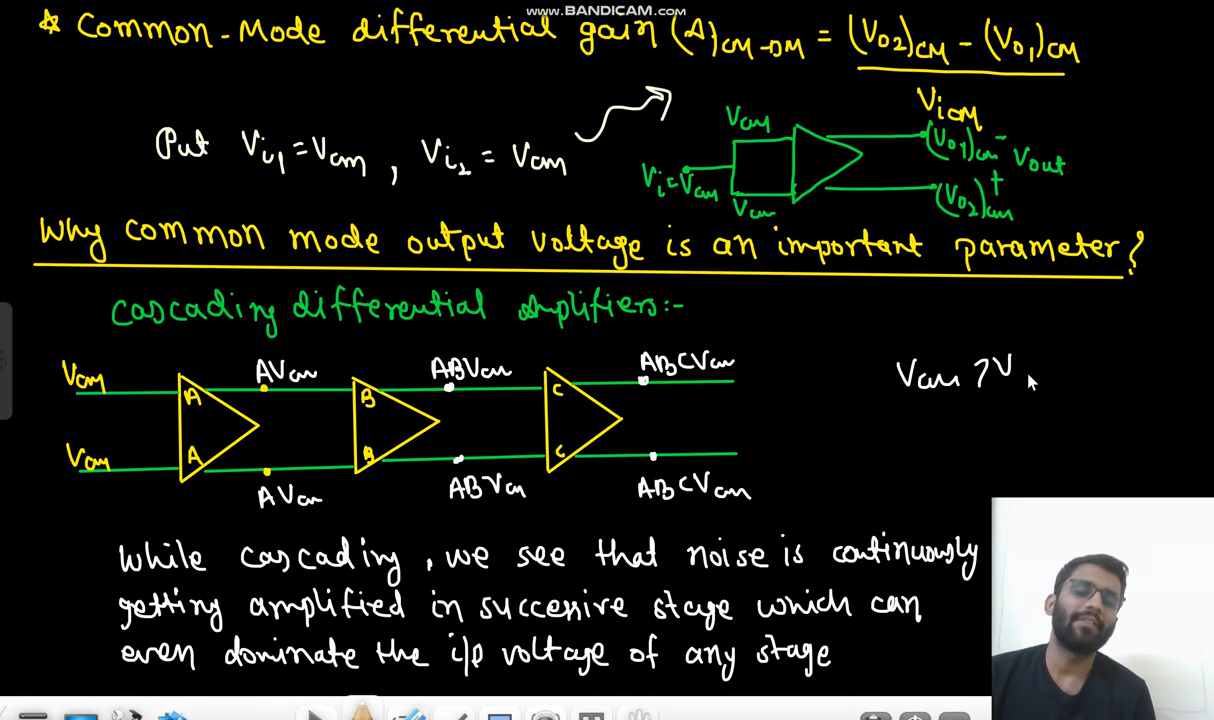 www.BANDICAM.com
* Common-Mode differential gain (A)CM-DM = (VO2)CM - (VO1)CM
Vicm
Put Vi1 = Vcm , Vi2 = Vcm
Vcm
(VO1)cm -
Vout
Vi = Vcm
+
Vcm
(VO2)cm
Why common mode output voltage is an important parameter?
Cascading differential Amplifiers:-
Vcm A AVcm B ABVcm C ABCVcm
Vcm > V
Vcm A AVcm B ABVcm C ABCVcm
While cascading, we see that noise is continuously
getting amplified in successive stage which can
even dominate the i/p voltage of any stage